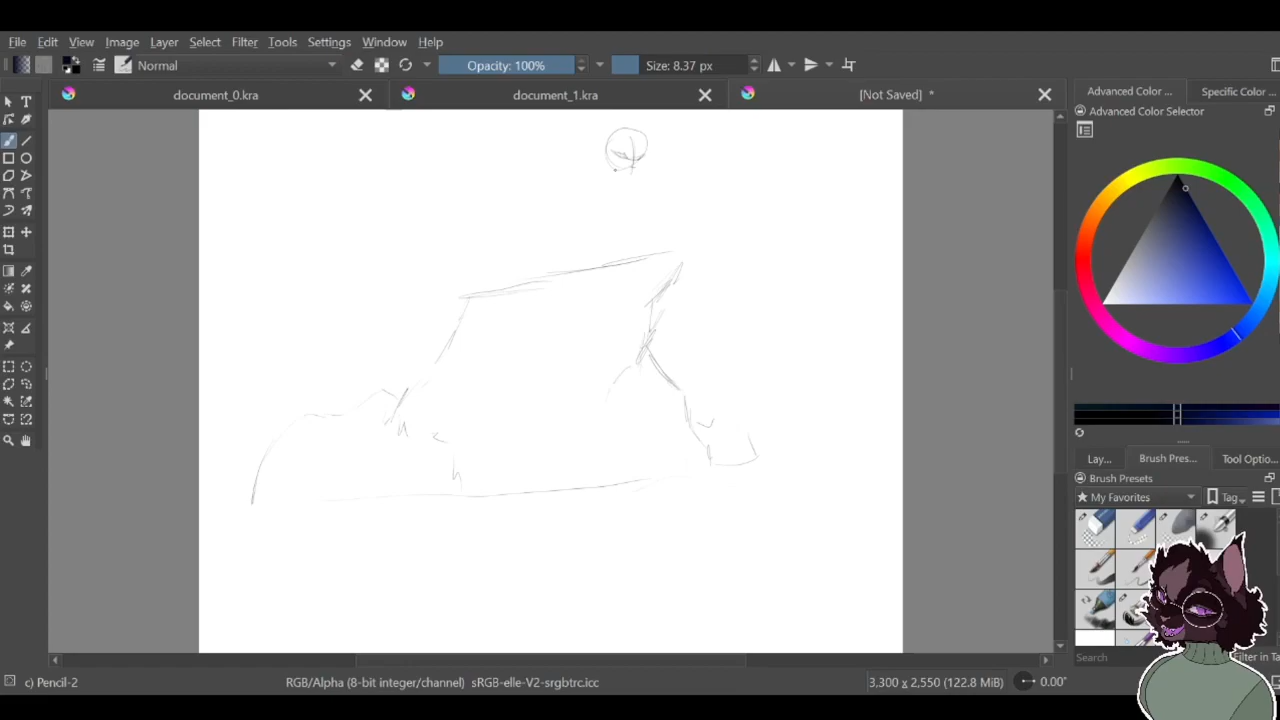 File Edit View Image Layer Select Filter Tools Settings Window Help
Normal Opacity: 100% Size: 8.37 px
document_0.kra document_1.kra [Not Saved] *
Advanced Color ... Specific Color ...
Advanced Color Selector
Lay... Brush Pres... Tool Optio...
Brush Presets
★ My Favorites Tag
Search Filter in Ta
c) Pencil-2 RGB/Alpha (8-bit integer/channel) sRGB-elle-V2-srgbtrc.icc 3,300 x 2,550 (122.8 MiB) 0.00°